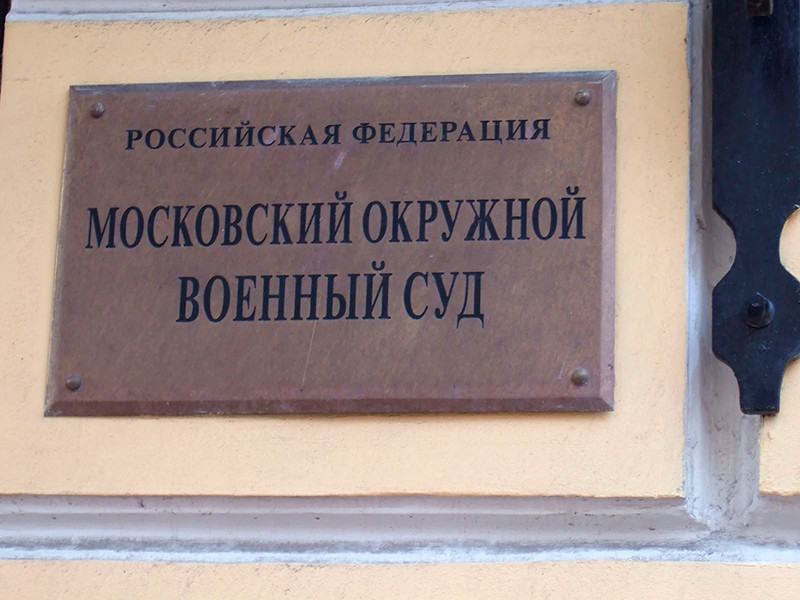 РОССИЙСКАЯ ФЕДЕРАЦИЯ
МОСКОВСКИЙ ОКРУЖНОЙ
ВОЕННЫЙ СУД